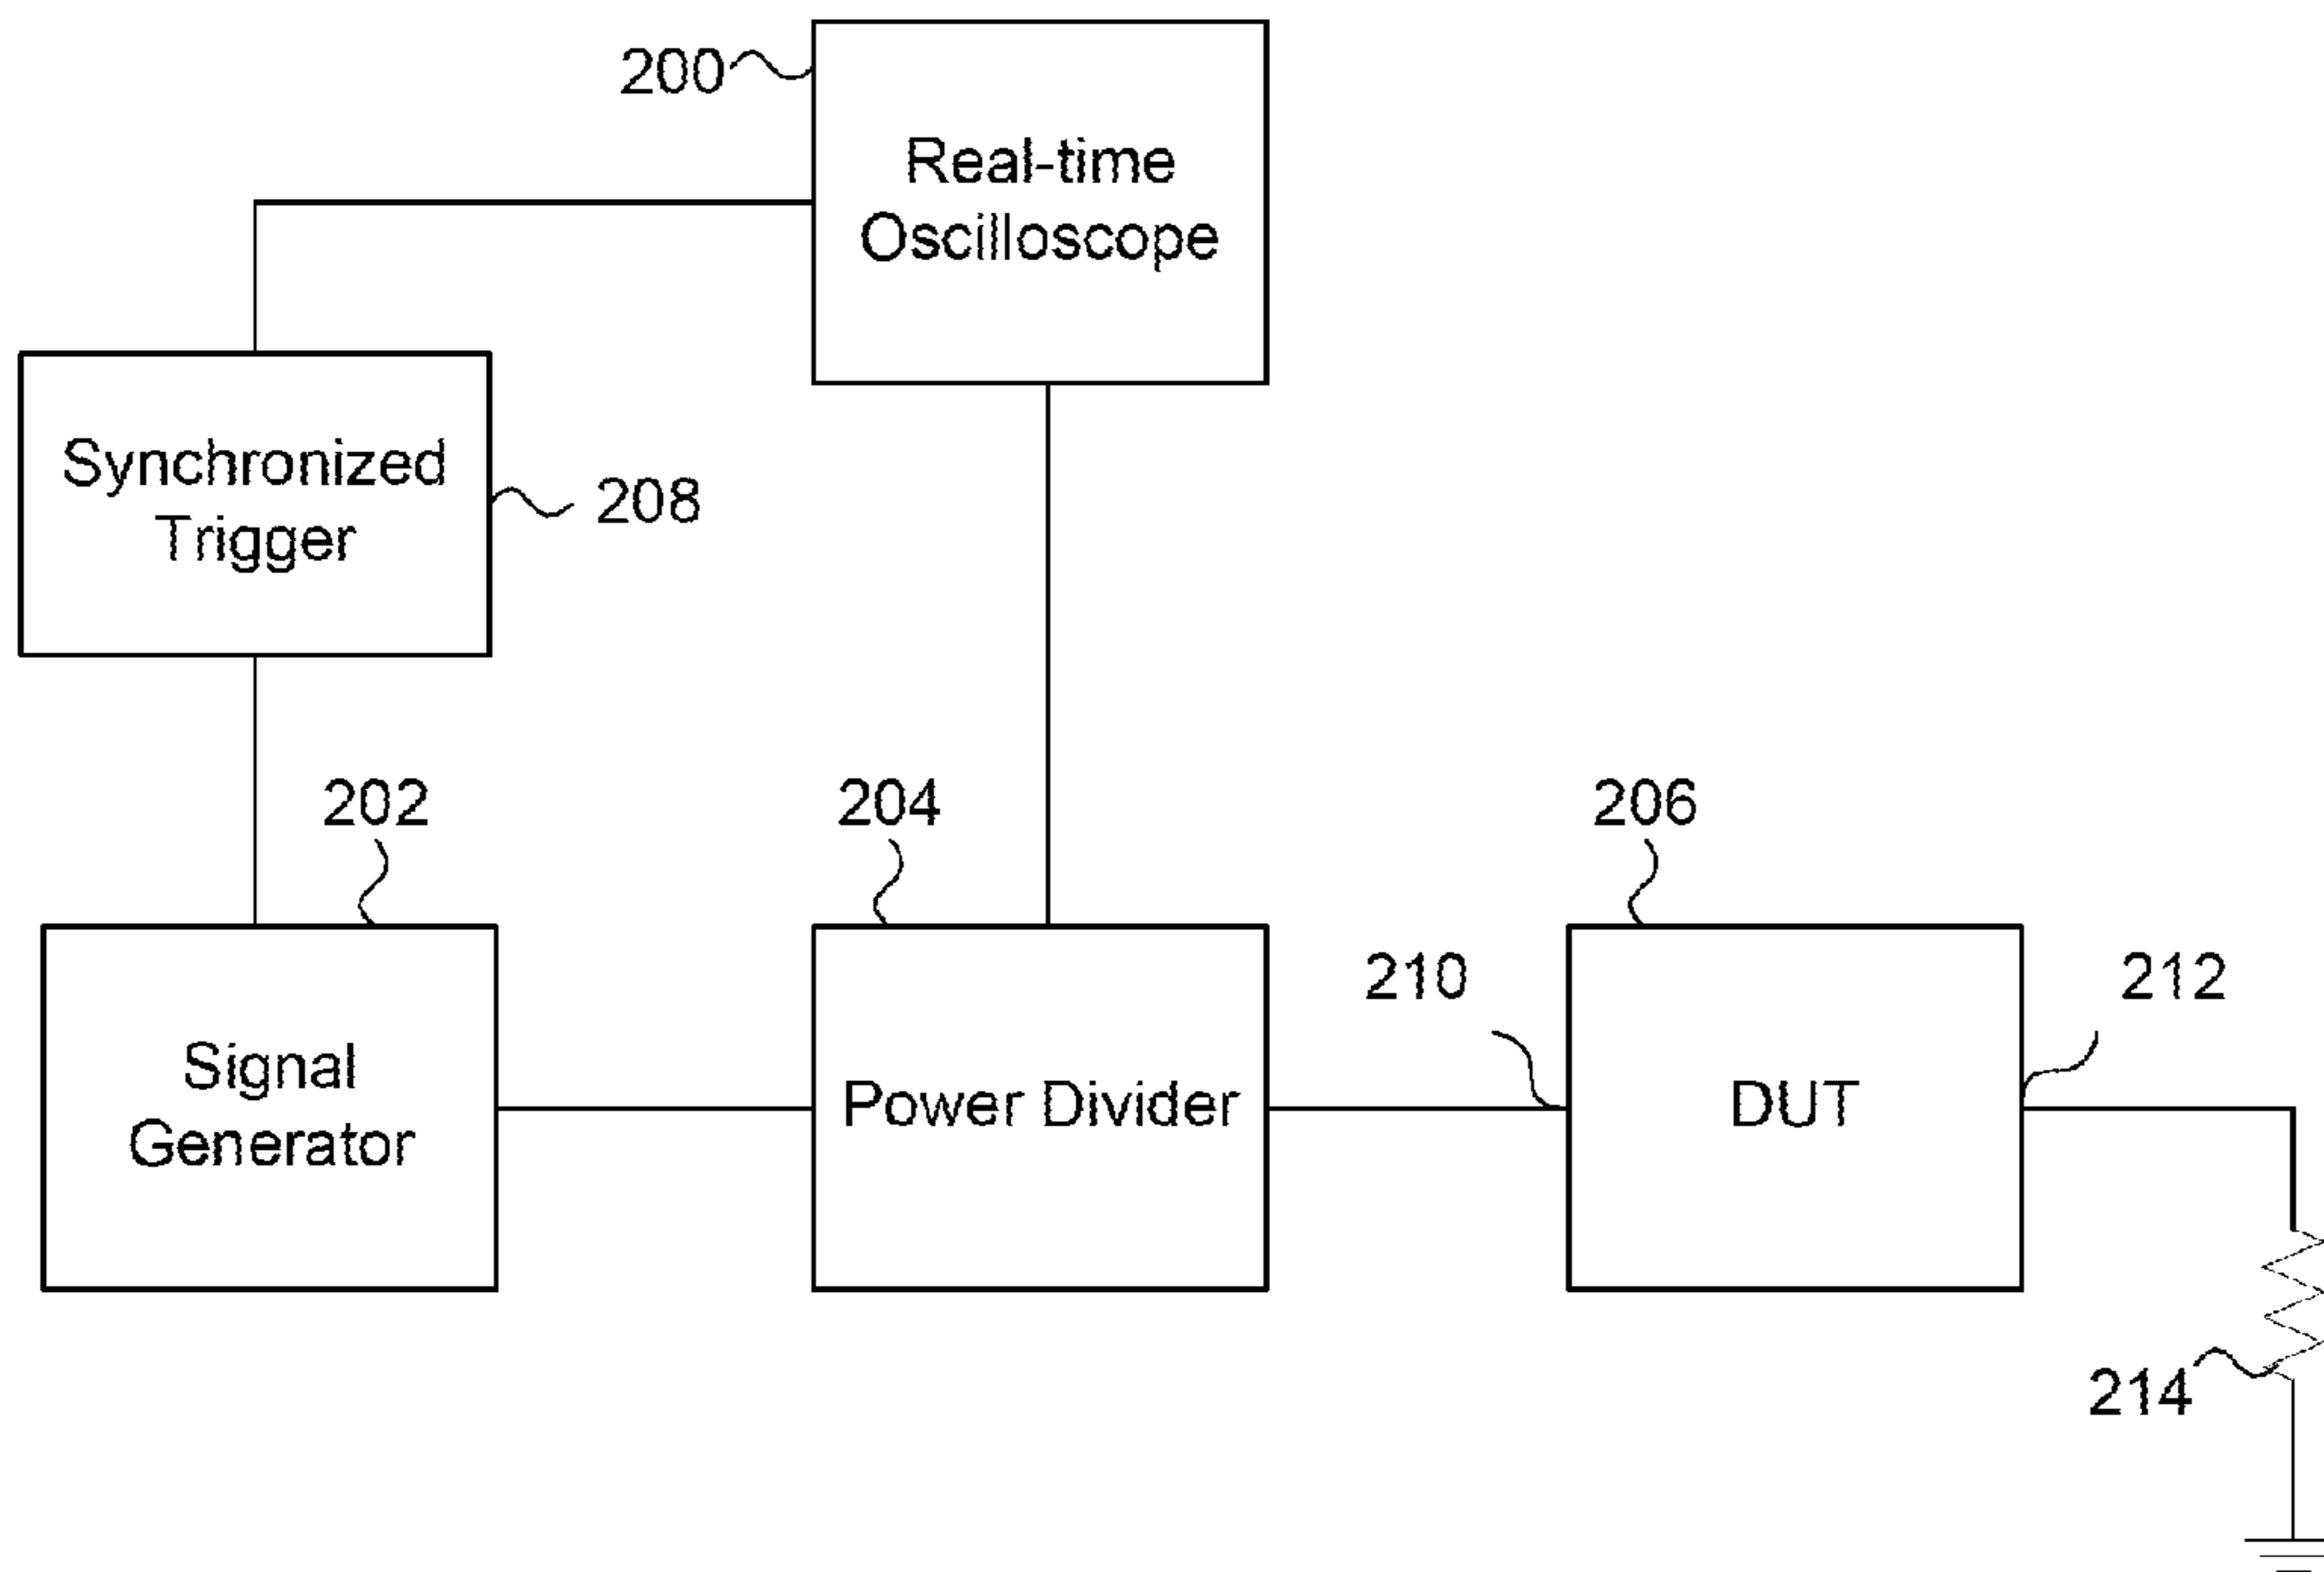 200
Real-time
Oscilloscope
Synchronized
Trigger
208
202
204
206
210
212
Signal
Generator
Power Divider
DUT
214